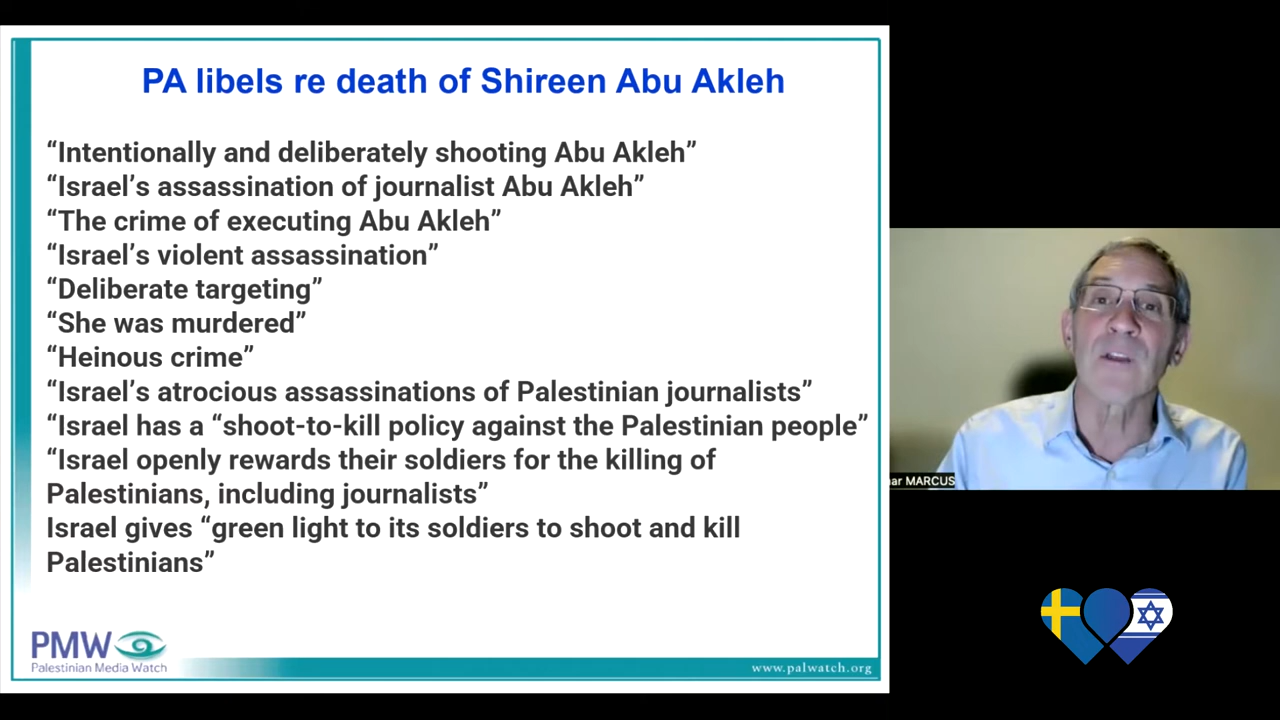 PA libels re death of Shireen Abu Akleh
“Intentionally and deliberately shooting Abu Akleh”
“Israel’s assassination of journalist Abu Akleh”
“The crime of executing Abu Akleh”
“Israel’s violent assassination”
“Deliberate targeting”
“She was murdered”
“Heinous crime”
“Israel’s atrocious assassinations of Palestinian journalists”
“Israel has a “shoot-to-kill policy against the Palestinian people”
“Israel openly rewards their soldiers for the killing of
Palestinians, including journalists”
Israel gives “green light to its soldiers to shoot and kill
Palestinians”
PMW
Palestinian Media Watch
www.palwatch.org
MARCUS